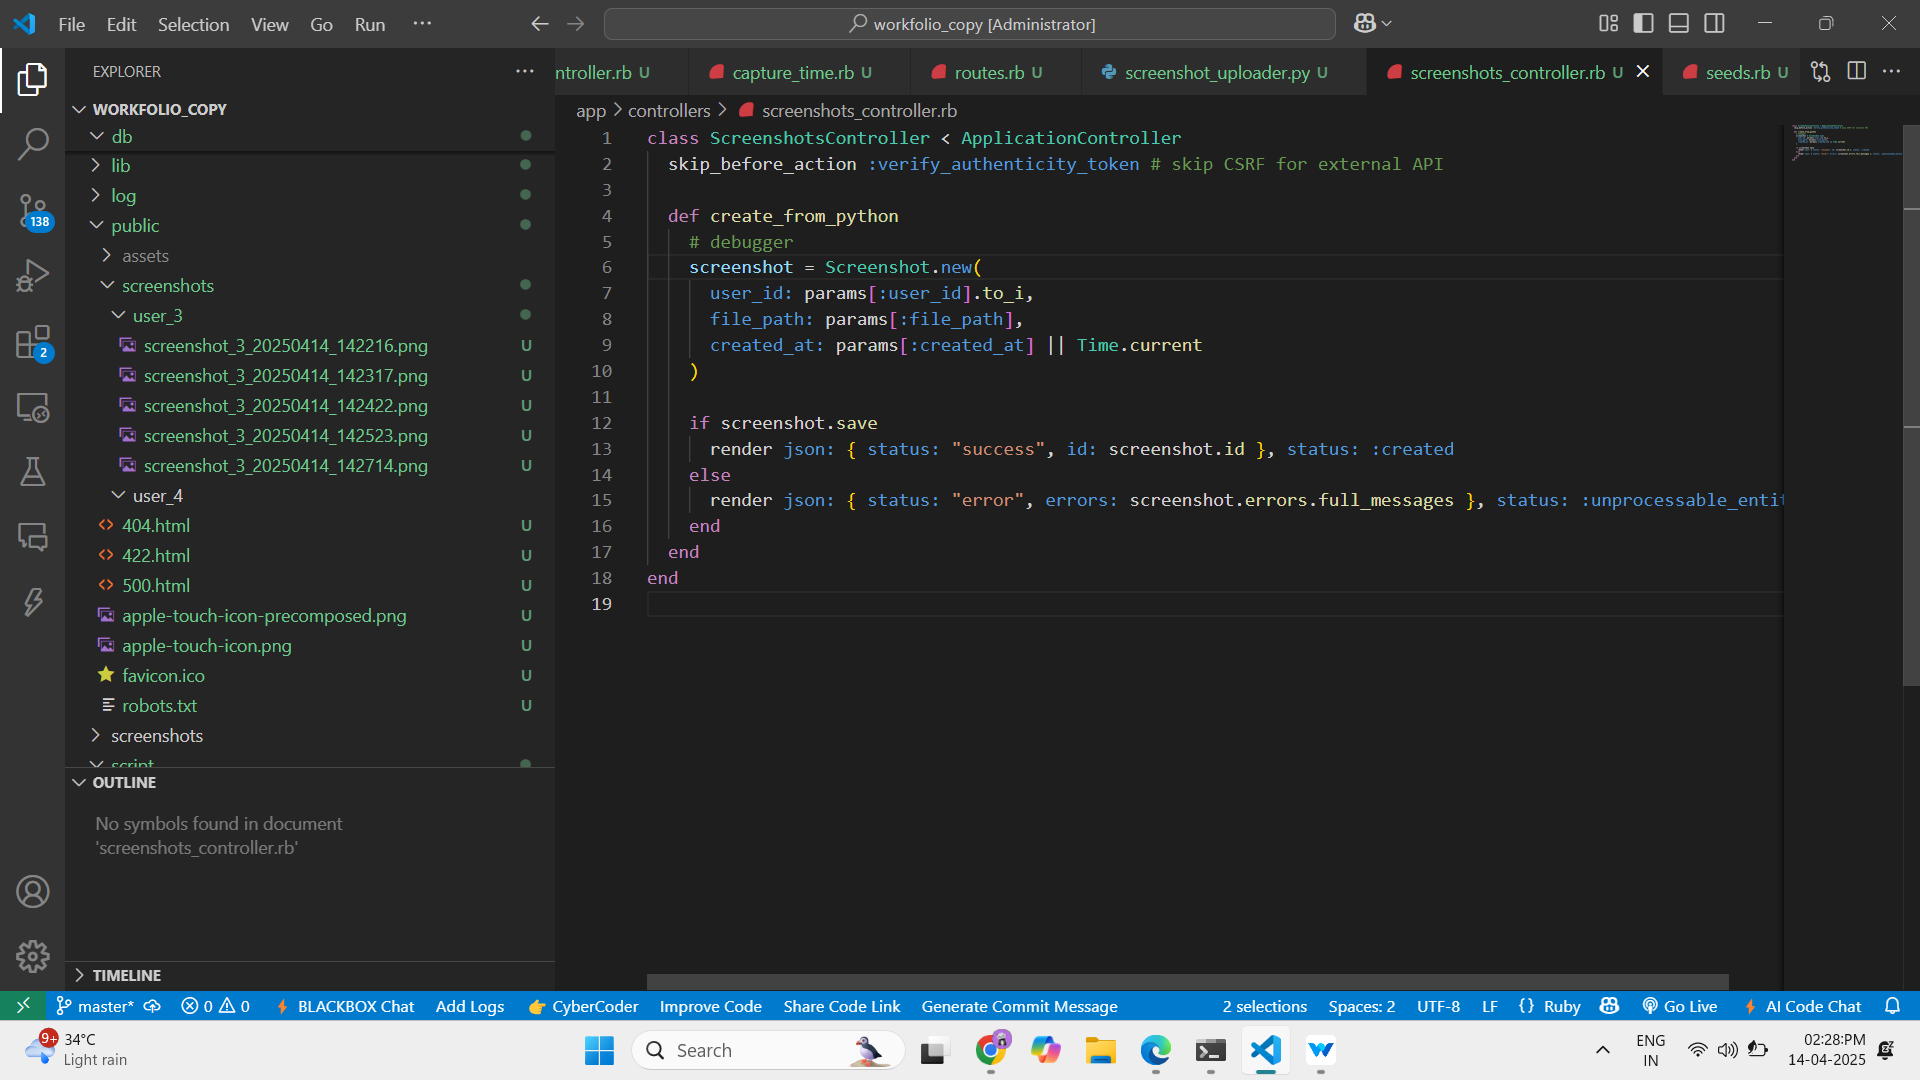 File Edit Selection View Go Run ··· workfolio_copy [Administrator]
EXPLORER
ntroller.rb U capture_time.rb U routes.rb U screenshot_uploader.py U screenshots_controller.rb U seeds.rb U
WORKFOLIO_COPY
db
lib
log
public
assets
screenshots
user_3
screenshot_3_20250414_142216.png U
screenshot_3_20250414_142317.png U
screenshot_3_20250414_142422.png U
screenshot_3_20250414_142523.png U
screenshot_3_20250414_142714.png U
user_4
404.html U
422.html U
500.html U
apple-touch-icon-precomposed.png U
apple-touch-icon.png U
favicon.ico U
robots.txt U
screenshots
script
OUTLINE
No symbols found in document
'screenshots_controller.rb'
TIMELINE
138
2
app > controllers > screenshots_controller.rb
1 class ScreenshotsController < ApplicationController
2 skip_before_action :verify_authenticity_token # skip CSRF for external API
3
4 def create_from_python
5 # debugger
6 screenshot = Screenshot.new(
7 user_id: params[:user_id].to_i,
8 file_path: params[:file_path],
9 created_at: params[:created_at] || Time.current
10 )
11
12 if screenshot.save
13 render json: { status: "success", id: screenshot.id }, status: :created
14 else
15 render json: { status: "error", errors: screenshot.errors.full_messages }, status: :unprocessable_entit
16 end
17 end
18 end
19
master* 0 0 BLACKBOX Chat Add Logs CyberCoder Improve Code Share Code Link Generate Commit Message 2 selections Spaces: 2 UTF-8 LF {} Ruby Go Live AI Code Chat
9+ 34°C
Light rain
Search
ENG
IN
02:28:PM
14-04-2025